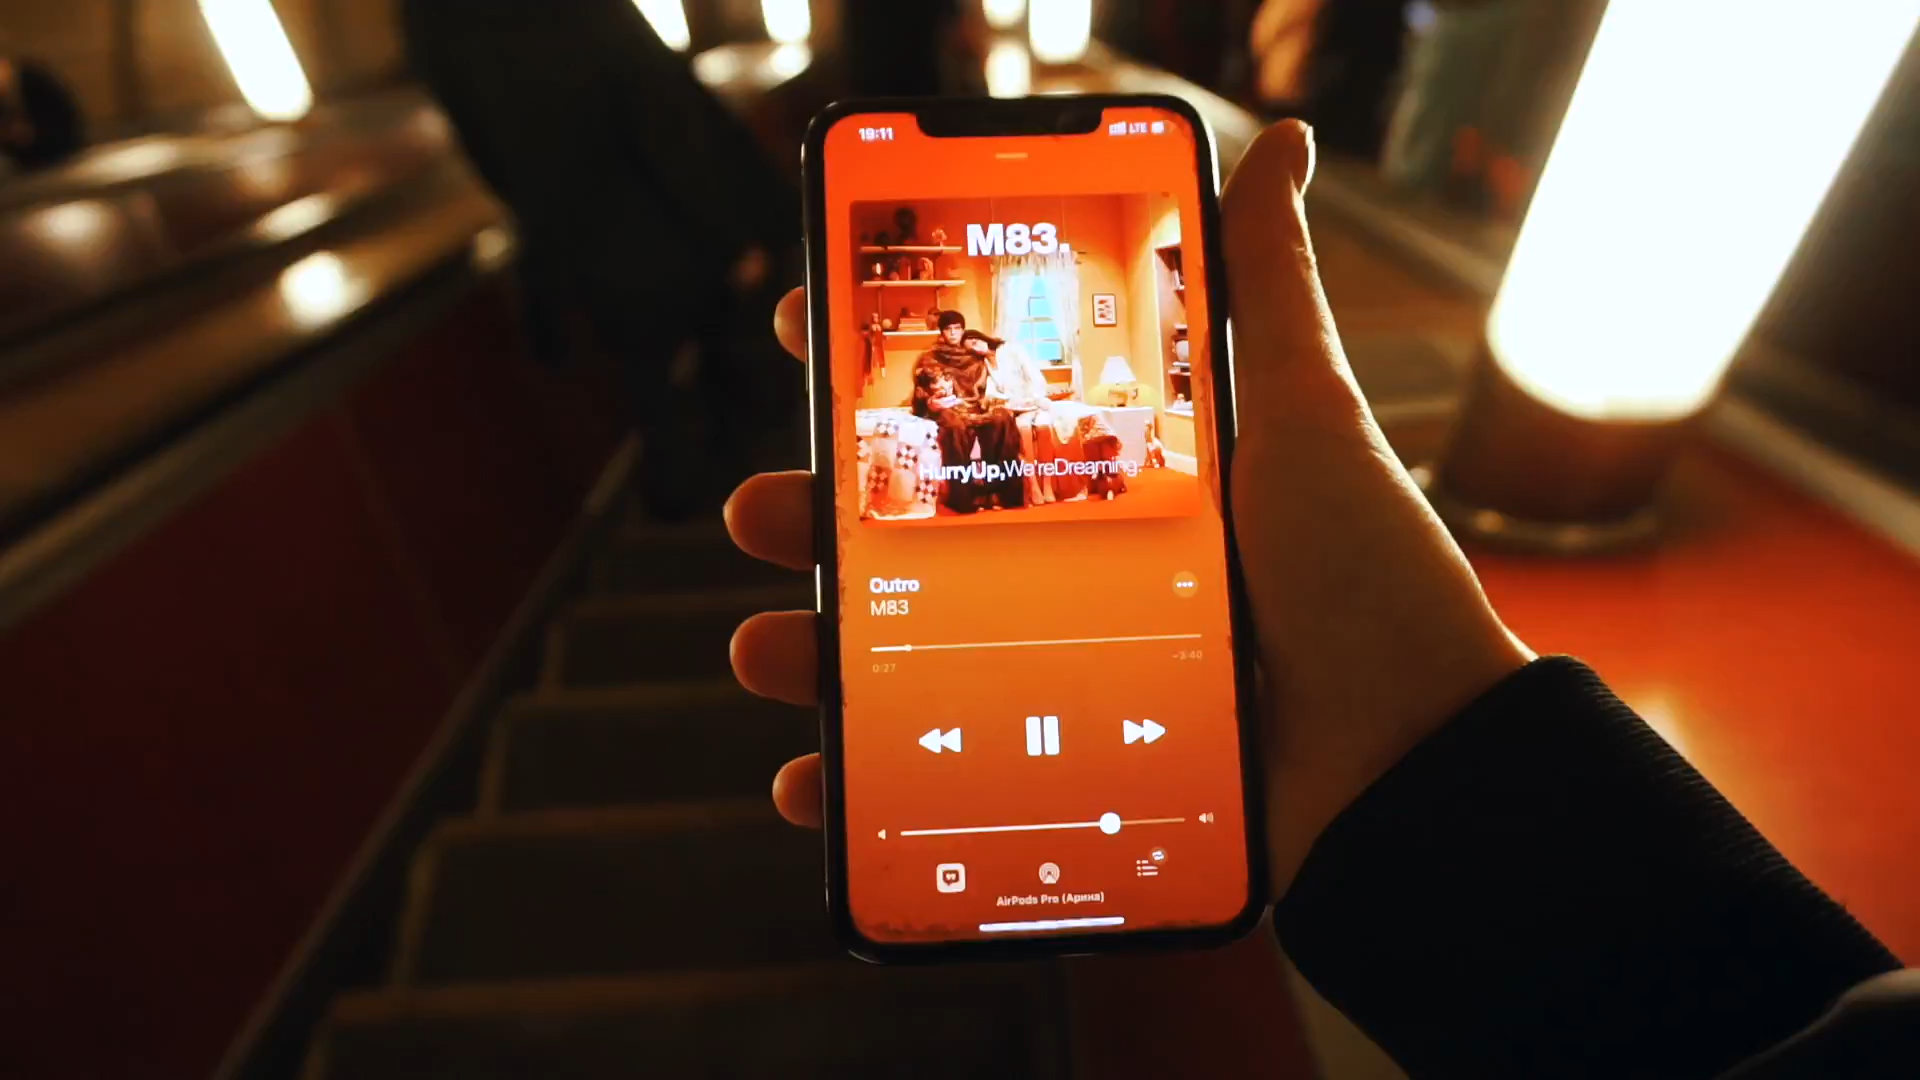 19:11 LTE
M83.
HurryUp,We'reDreaming.
Outro
M83
0:27 -3:40
AirPods Pro (Арина)